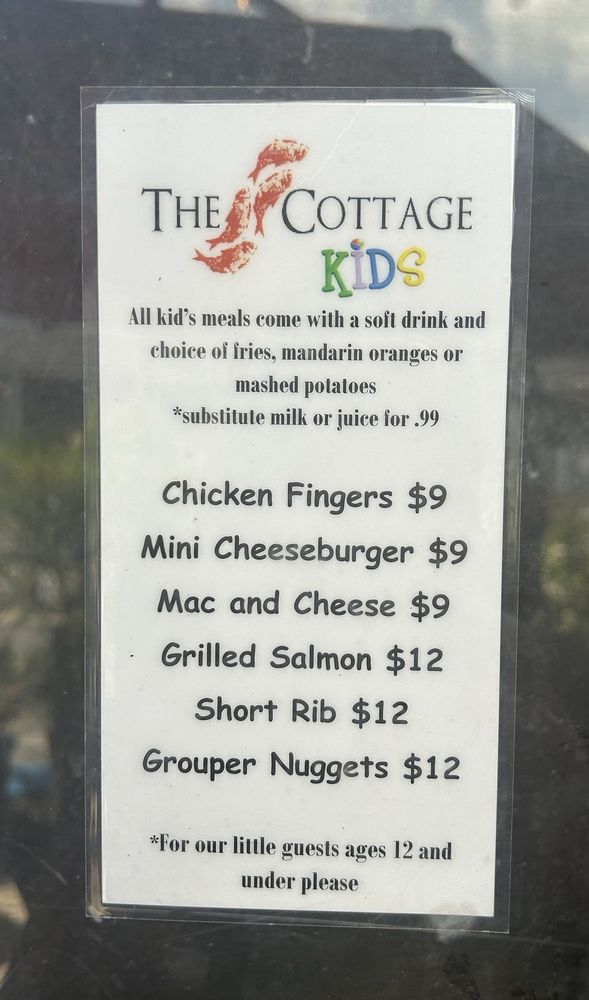 THE COTTAGE
KiDS
All kid's meals come with a soft drink and
choice of fries, mandarin oranges or
mashed potatoes
*substitute milk or juice for .99
Chicken Fingers $9
Mini Cheeseburger $9
Mac and Cheese $9
Grilled Salmon $12
Short Rib $12
Grouper Nuggets $12
*For our little guests ages 12 and
under please